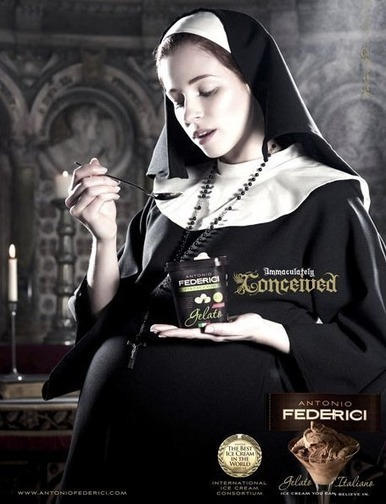 Immaculately
Conceived
ANTONIO
FEDERICI
Gelato
ANTONIO
FEDERICI
Gelato Italiano
ICE CREAM YOU CAN BELIEVE IN.
THE BEST
ICE CREAM
IN THE
WORLD
INTERNATIONAL
ICE CREAM
CONSORTIUM
WWW.ANTONIOFEDERICI.COM